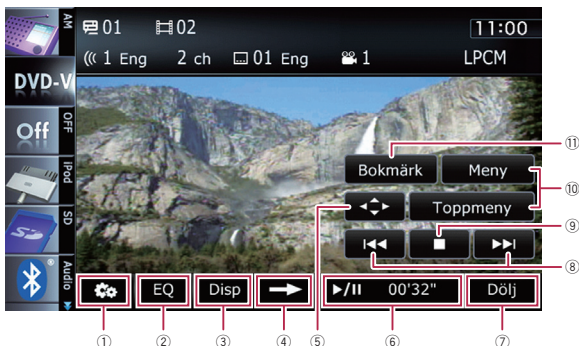 AM
DVD-V
Off
OFF
iPod
SD
Audio
01 02 11:00
1 Eng 2 ch 01 Eng 1 LPCM
Bokmärk Meny
Toppmeny
EQ Disp 00'32" Dölj
⑪
⑩
⑨
⑧
① ② ③ ④ ⑤ ⑥ ⑦